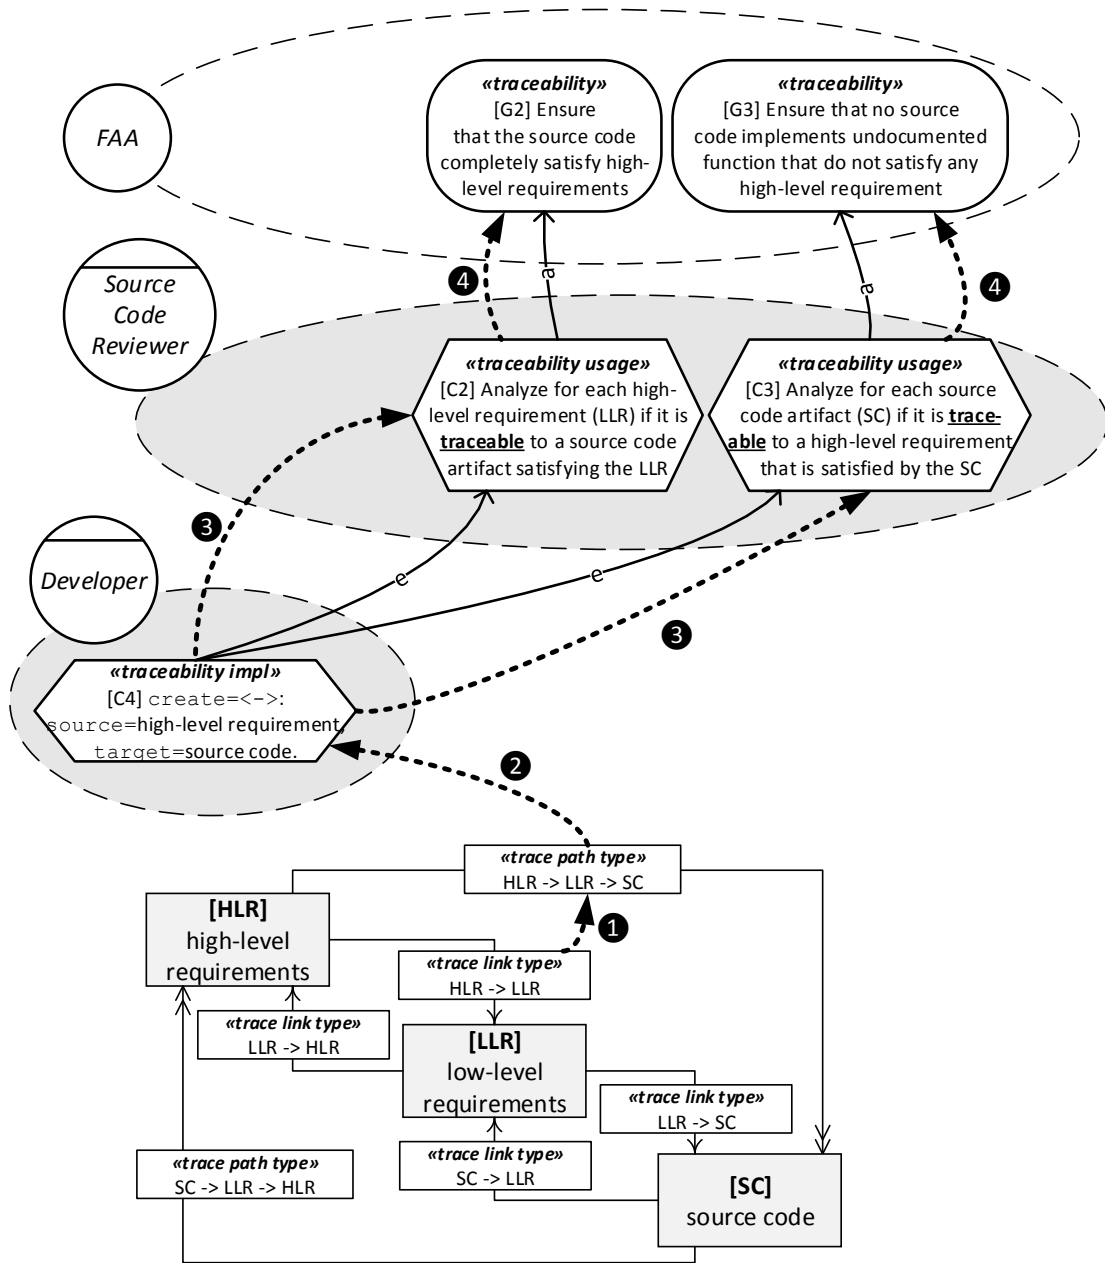 FAA
«traceability»
[G2] Ensure
that the source code
completely satisfy high-
level requirements
«traceability»
[G3] Ensure that no source
code implements undocumented
function that do not satisfy any
high-level requirement
4
a
a
4
Source
Code
Reviewer
«traceability usage»
[C2] Analyze for each high-
level requirement (LLR) if it is
traceable to a source code
artifact satisfying the LLR
«traceability usage»
[C3] Analyze for each source
code artifact (SC) if it is trace-
able to a high-level requirement
that is satisfied by the SC
3
Developer
e
e
3
«traceability impl»
[C4] create=<->:
source=high-level requirement,
target=source code.
2
«trace path type»
HLR -> LLR -> SC
1
[HLR]
high-level
requirements
«trace link type»
HLR -> LLR
«trace link type»
LLR -> HLR
[LLR]
low-level
requirements
«trace link type»
LLR -> SC
«trace path type»
SC -> LLR -> HLR
«trace link type»
SC -> LLR
[SC]
source code